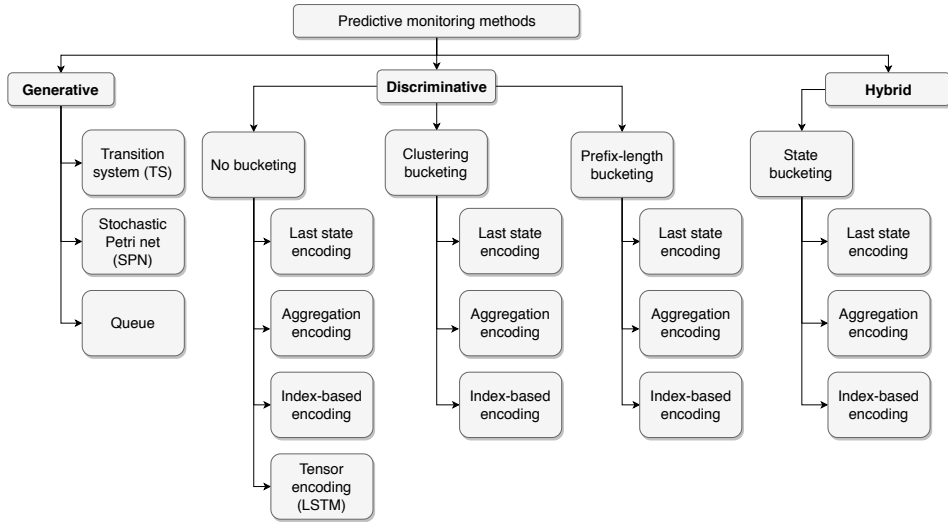 Predictive monitoring methods
Generative
Discriminative
Hybrid
Transition
system (TS)
Stochastic
Petri net
(SPN)
Queue
No bucketing
Last state
encoding
Aggregation
encoding
Index-based
encoding
Tensor
encoding
(LSTM)
Clustering
bucketing
Last state
encoding
Aggregation
encoding
Index-based
encoding
Prefix-length
bucketing
Last state
encoding
Aggregation
encoding
Index-based
encoding
State
bucketing
Last state
encoding
Aggregation
encoding
Index-based
encoding